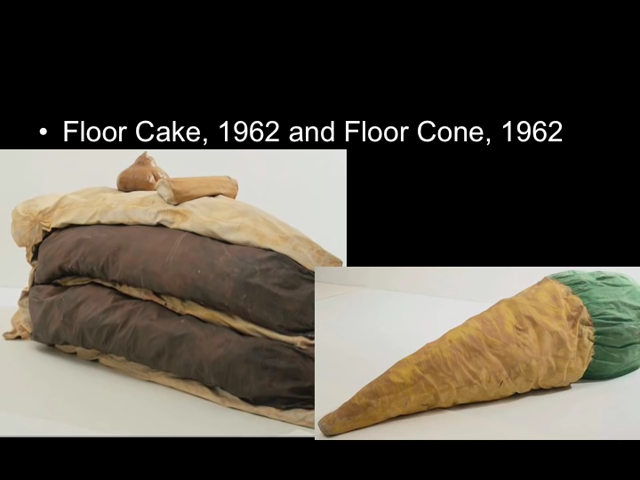 • Floor Cake, 1962 and Floor Cone, 1962